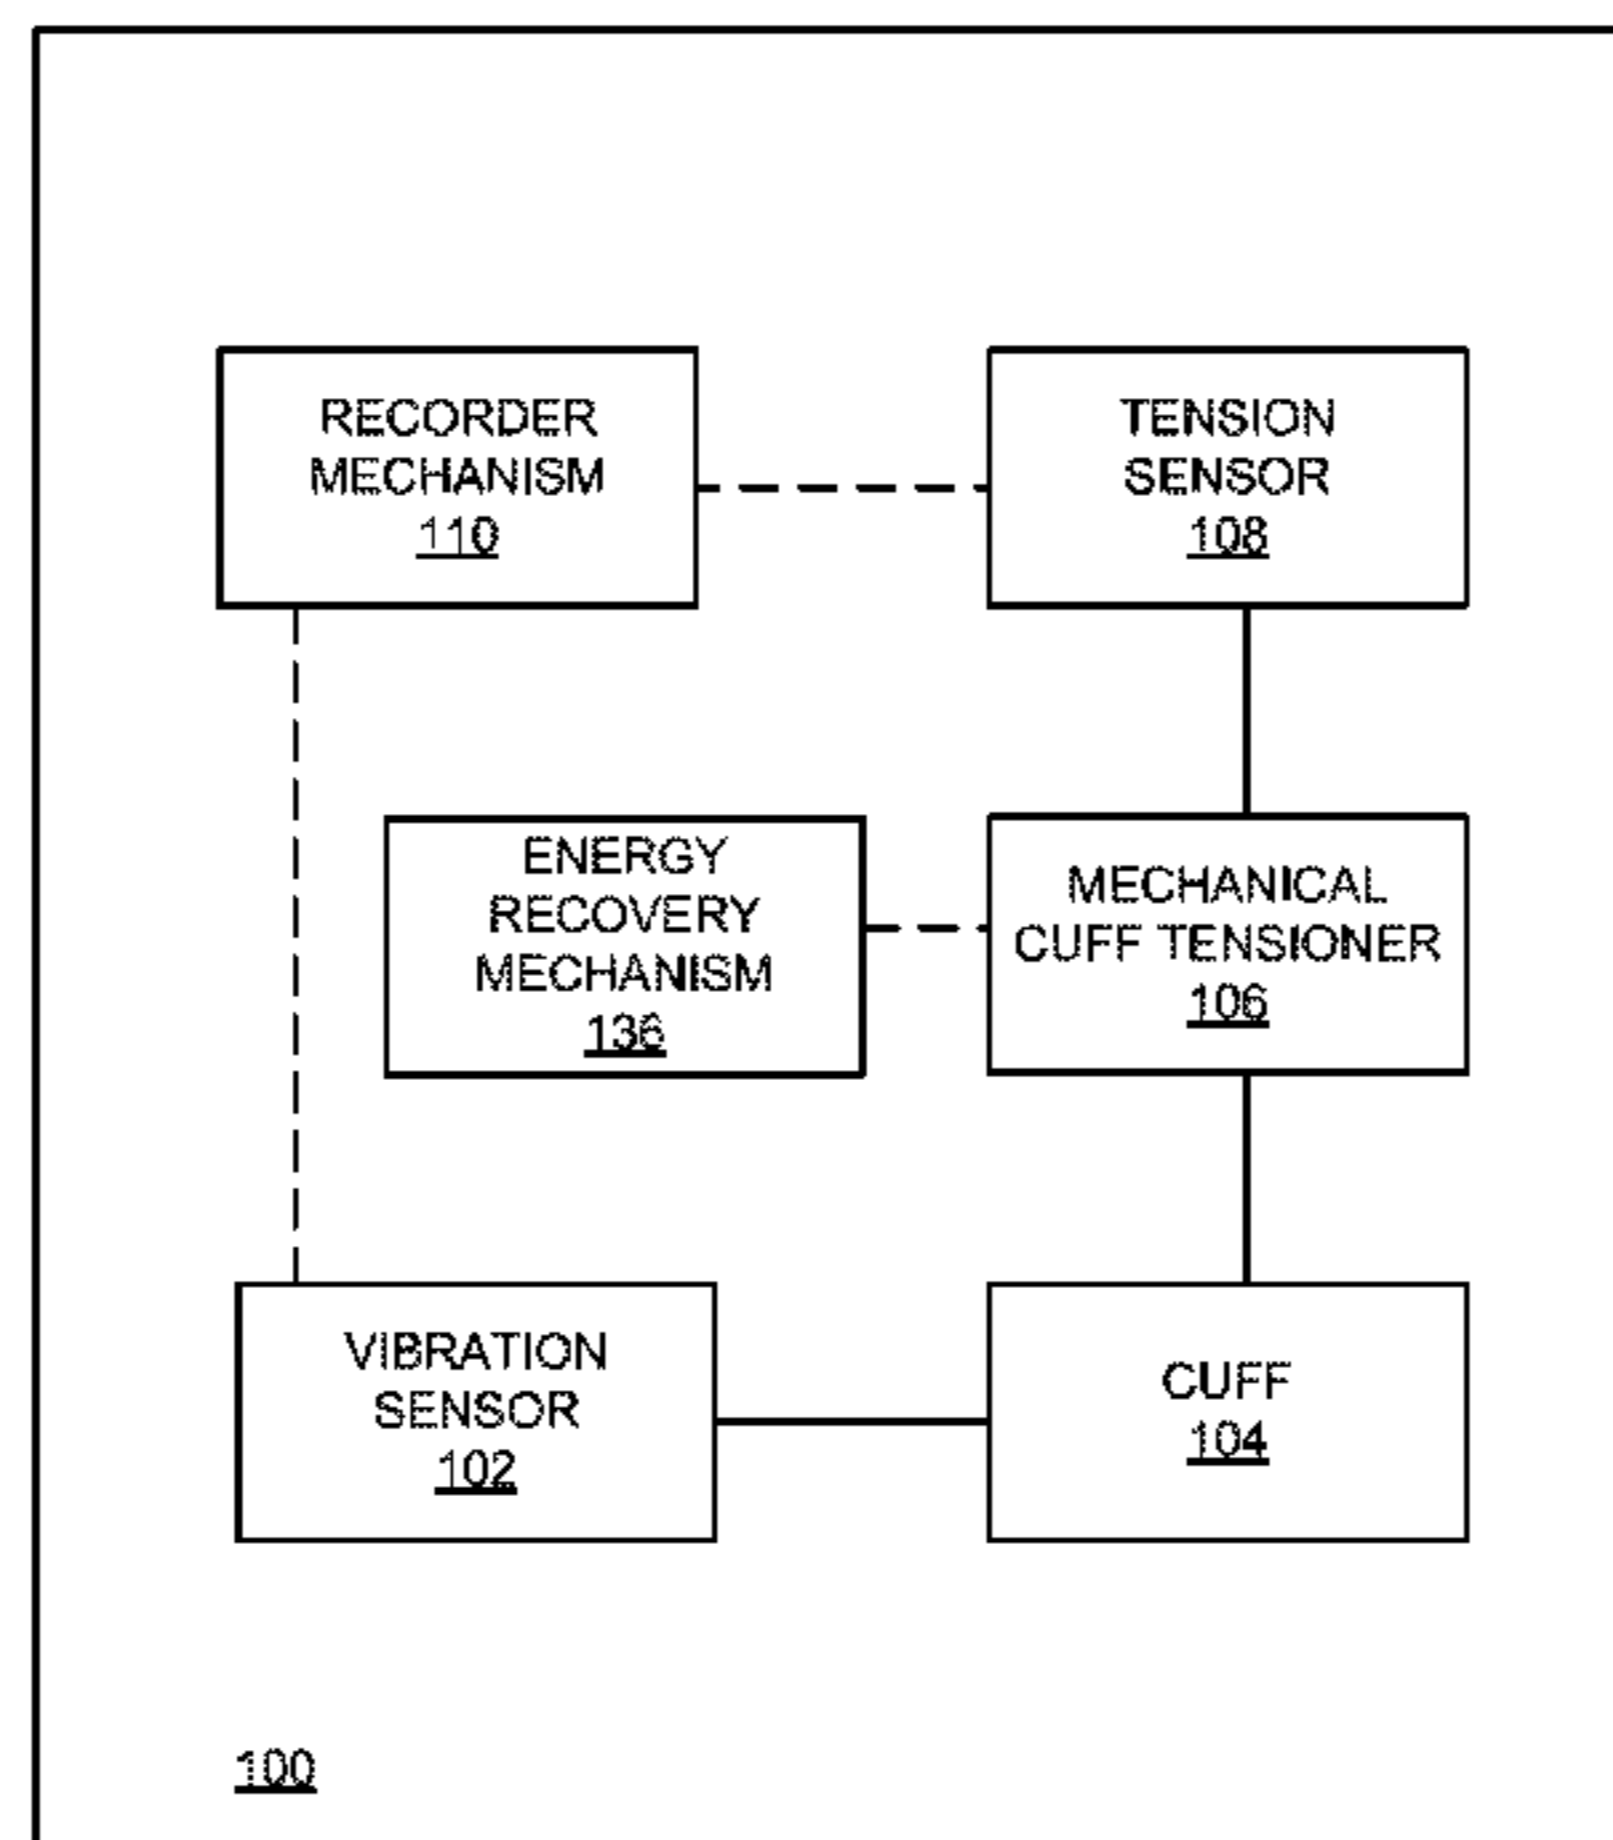 RECORDER
MECHANISM
110
TENSION
SENSOR
108
ENERGY
RECOVERY
MECHANISM
136
MECHANICAL
CUFF TENSIONER
106
VIBRATION
SENSOR
102
CUFF
104
100